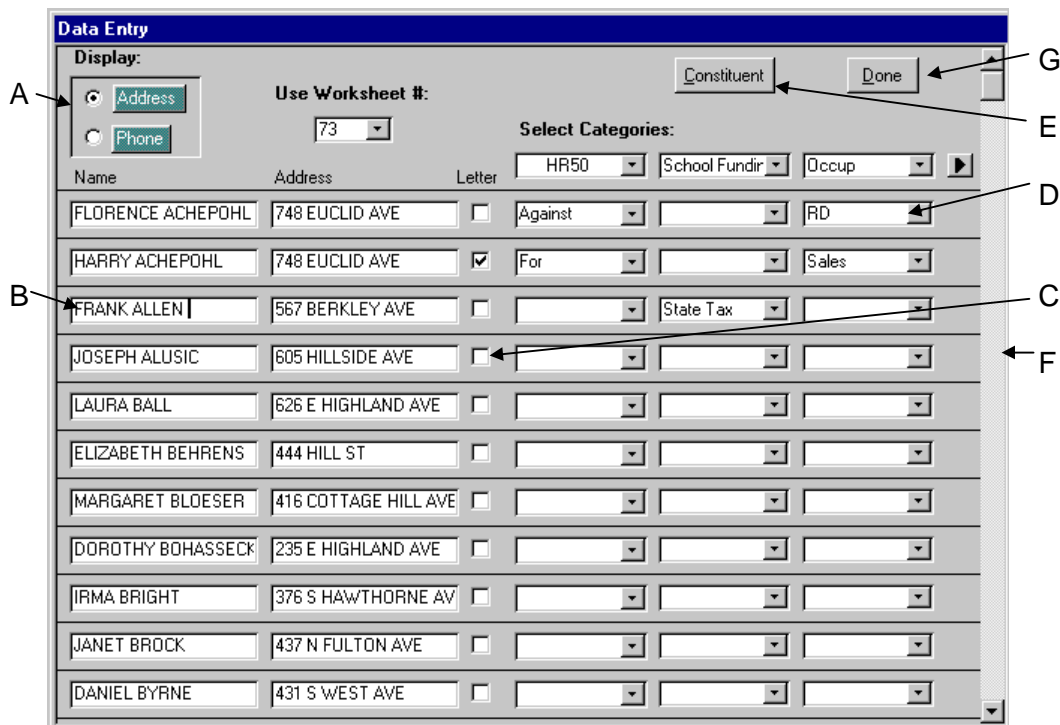 Data Entry
Display:
A
Address
Phone
Use Worksheet #:
73
Constituent
Done
G
E
Select Categories:
HR50 School Fundin Occup
Name Address Letter
D
FLORENCE ACHEPOHL 748 EUCLID AVE Against RD
HARRY ACHEPOHL 748 EUCLID AVE For Sales
B
FRANK ALLEN 567 BERKLEY AVE State Tax
C
JOSEPH ALUSIC 605 HILLSIDE AVE
F
LAURA BALL 626 E HIGHLAND AVE
ELIZABETH BEHRENS 444 HILL ST
MARGARET BLOESER 416 COTTAGE HILL AVE
DOROTHY BOHASSECK 235 E HIGHLAND AVE
IRMA BRIGHT 376 S HAWTHORNE AV
JANET BROCK 437 N FULTON AVE
DANIEL BYRNE 431 S WEST AVE